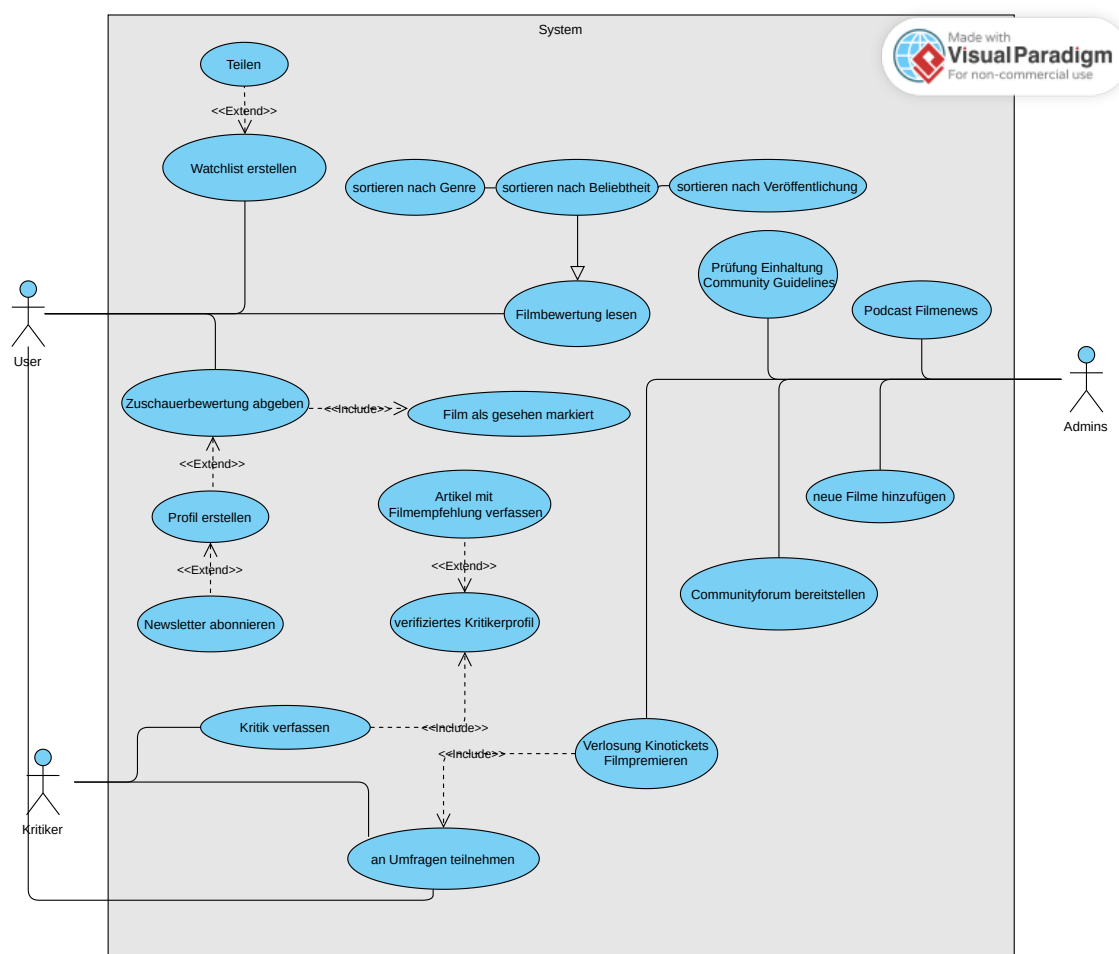 System
Made with
Visual Paradigm
For non-commercial use
Teilen
<<Extend>>
Watchlist erstellen
sortieren nach Genre
sortieren nach Beliebtheit
sortieren nach Veröffentlichung
Prüfung Einhaltung
Community Guidelines
Podcast Filmenews
Filmbewertung lesen
User
Admins
Zuschauerbewertung abgeben
<<Include>>
Film als gesehen markiert
<<Extend>>
Artikel mit
Filmempfehlung verfassen
neue Filme hinzufügen
Profil erstellen
<<Extend>>
<<Extend>>
Communityforum bereitstellen
Newsletter abonnieren
verifiziertes Kritikerprofil
Kritik verfassen
<<Include>>
<<Include>>
Verlosung Kinotickets
Filmpremieren
Kritiker
an Umfragen teilnehmen